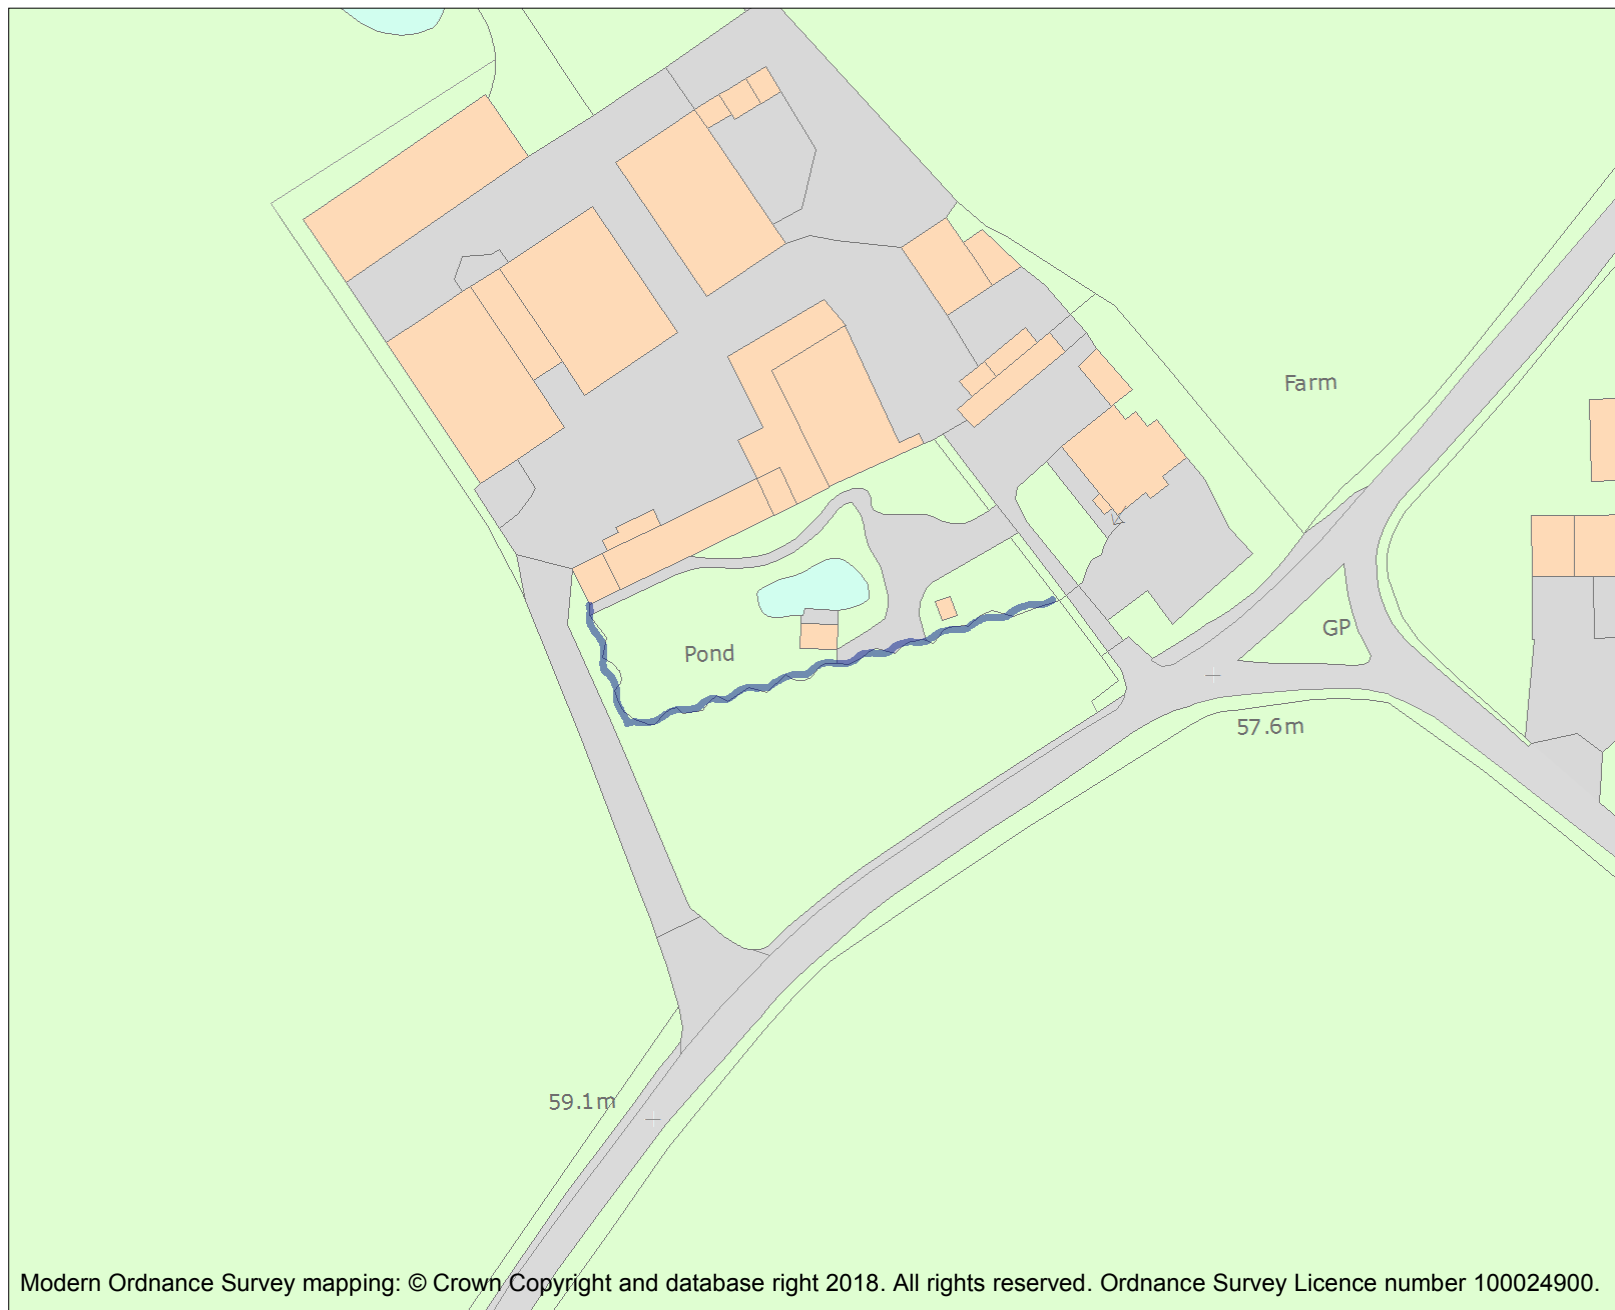 Farm
GP
Pond
57.6m
59.1m
Modern Ordnance Survey mapping: © Crown Copyright and database right 2018. All rights reserved. Ordnance Survey Licence number 100024900.